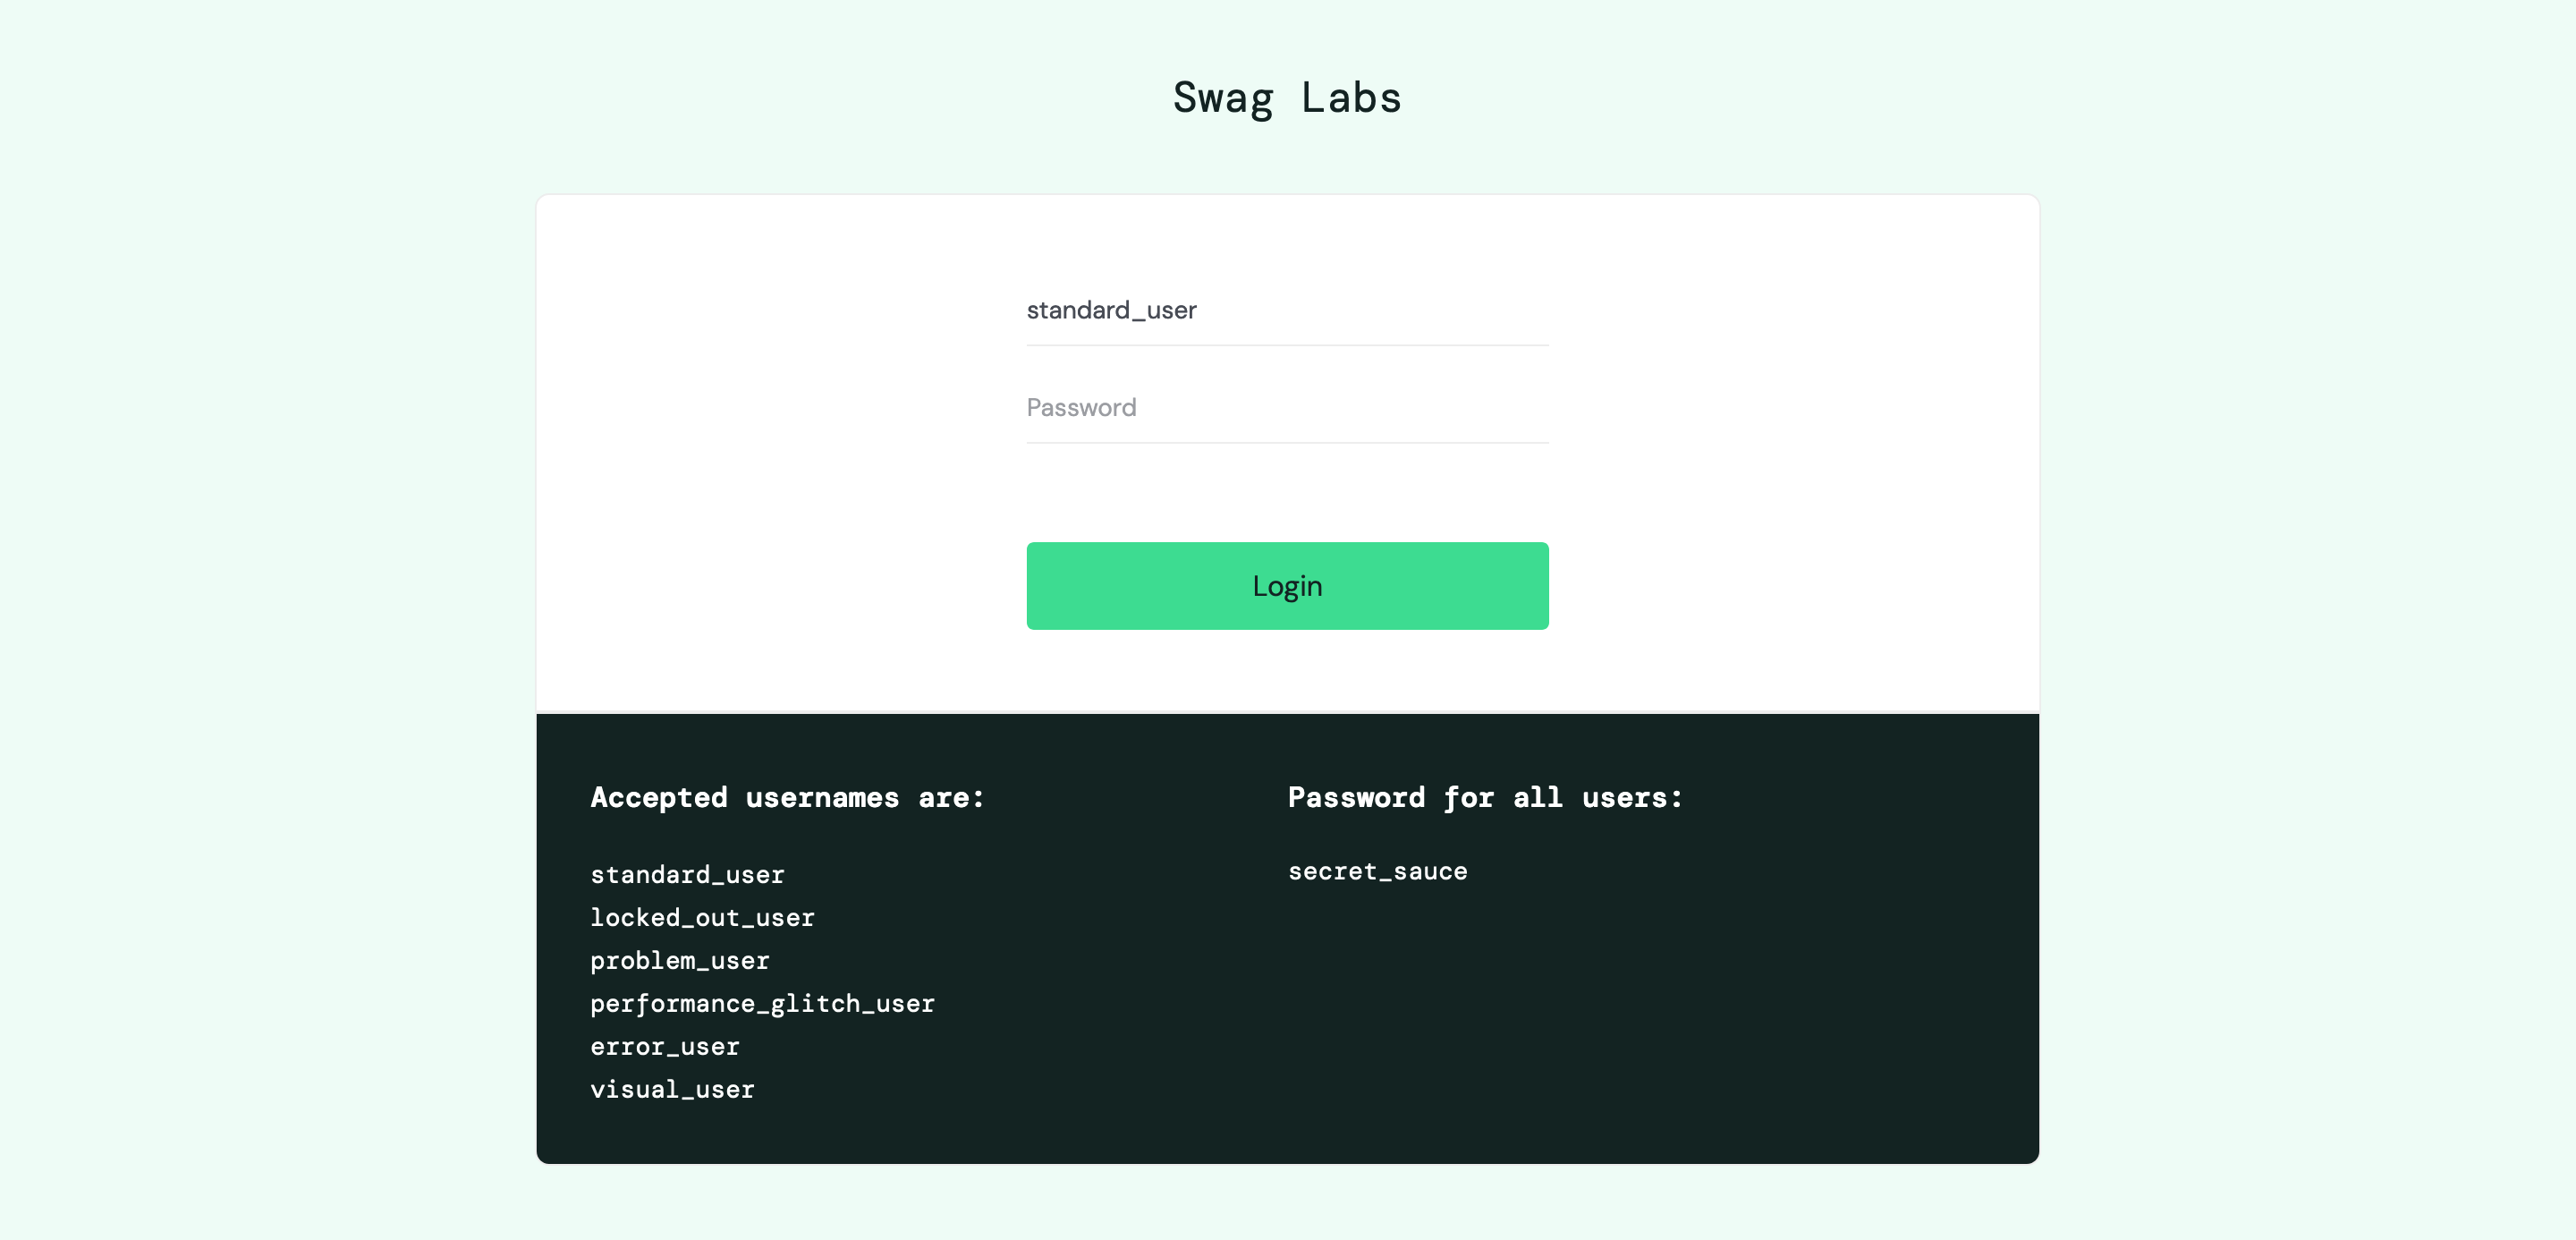 Swag Labs
standard_user
Password
Login
Accepted usernames are:
standard_user
locked_out_user
problem_user
performance_glitch_user
error_user
visual_user
Password for all users:
secret_sauce